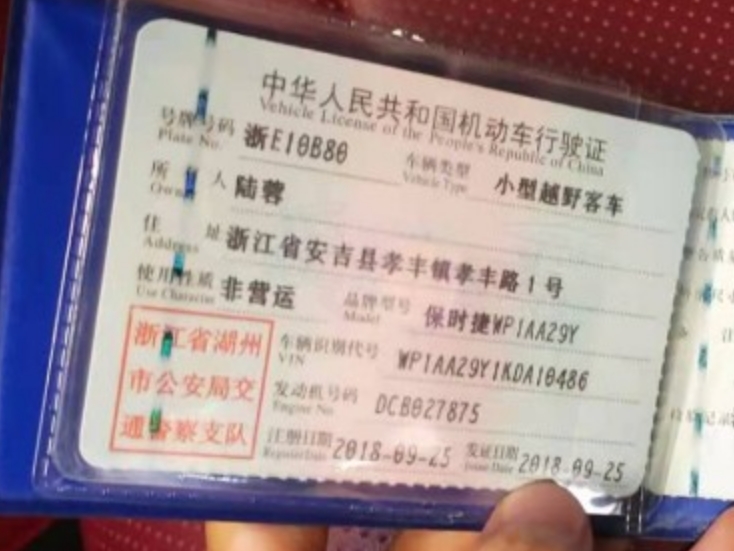 中华人民共和国机动车行驶证
Vehicle License of the People's Republic of China
号牌号码 浙E10B80 车辆类型 小型越野客车
Plate No. Vehicle Type
所有人 陆蓉
Owner
住址 浙江省安吉县孝丰镇孝丰路1号
Address
使用性质 非营运 品牌型号 保时捷WP1AA29Y
Use Character Model
浙江省湖州
市公安局交
通警察支队
车辆识别代号 WP1AA29Y1KDA10486
VIN
发动机号码 DCB027875
Engine No.
注册日期 2018-09-25 发证日期 2018-09-25
Register Date Issue Date